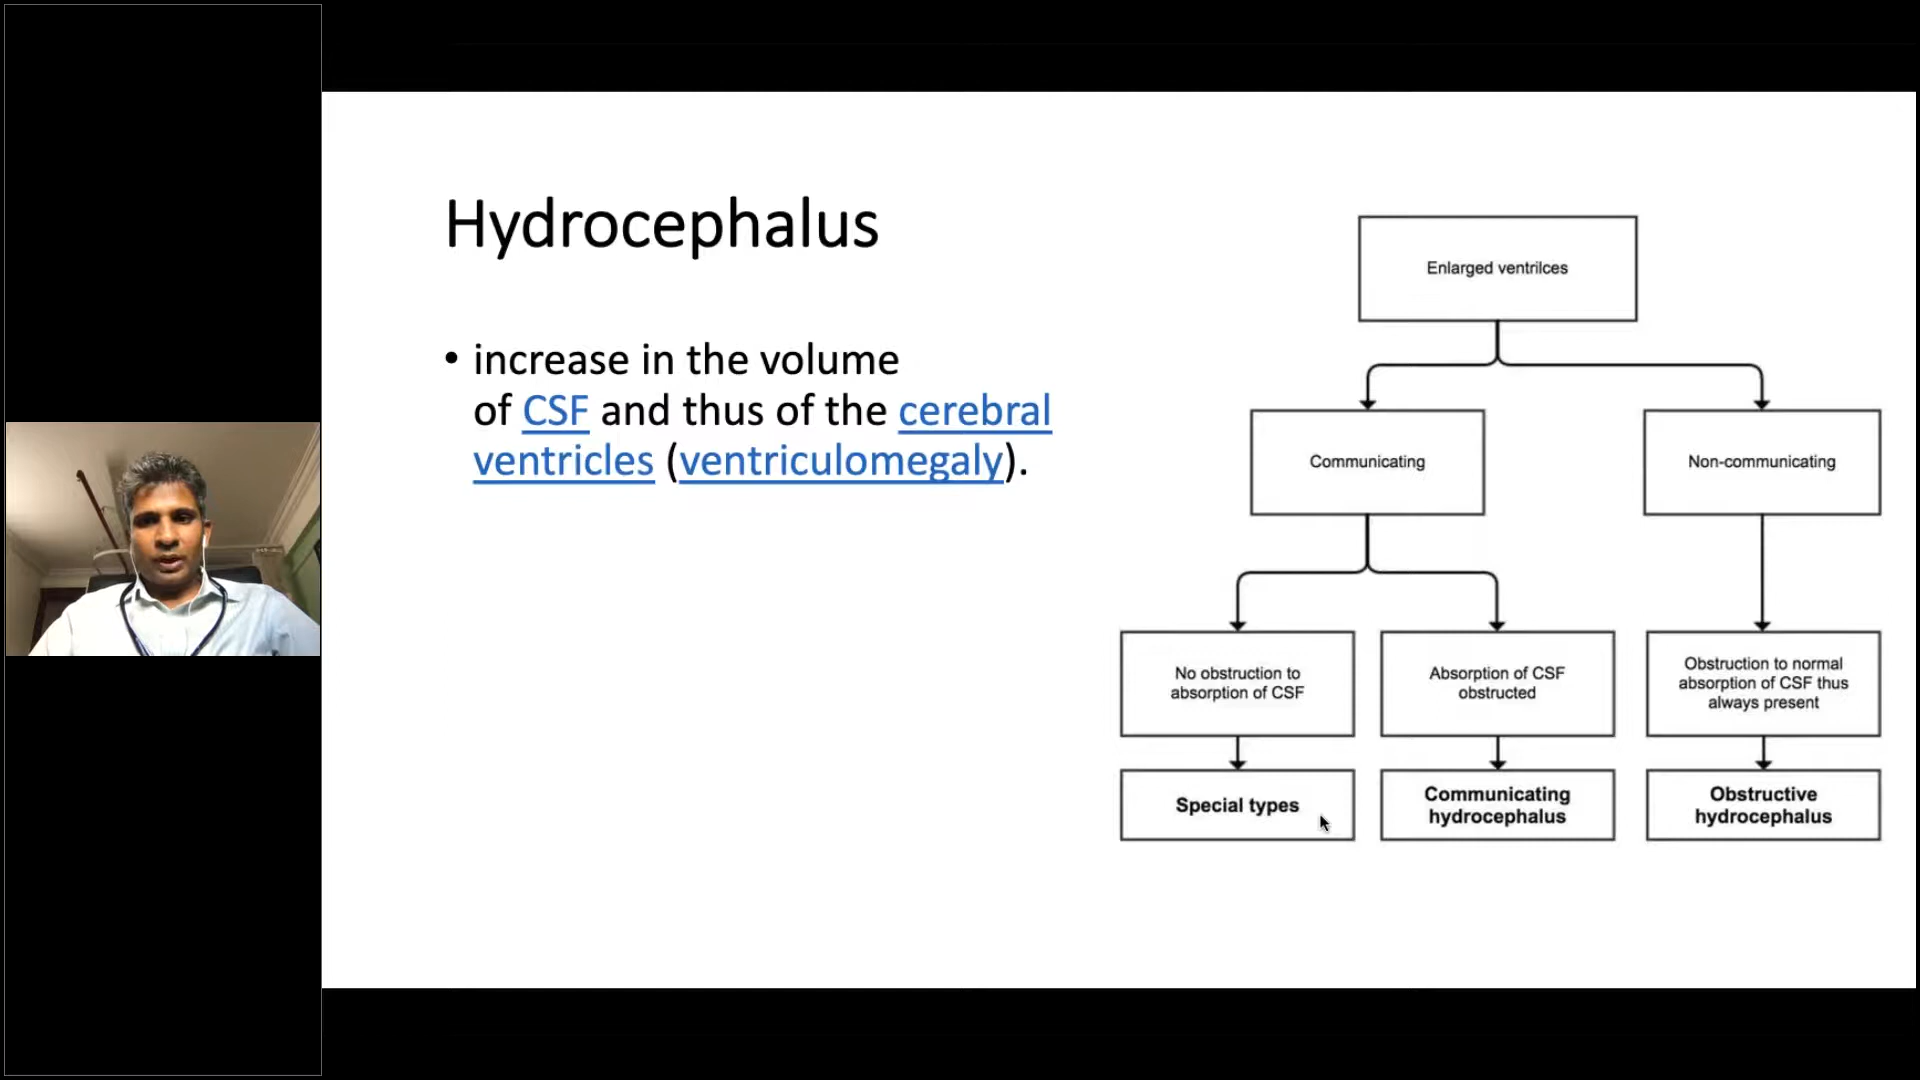 Hydrocephalus
• increase in the volume
of CSF and thus of the cerebral
ventricles (ventriculomegaly).
Enlarged ventrilces
Communicating
Non-communicating
No obstruction to
absorption of CSF
Absorption of CSF
obstructed
Obstruction to normal
absorption of CSF thus
always present
Special types
Communicating
hydrocephalus
Obstructive
hydrocephalus